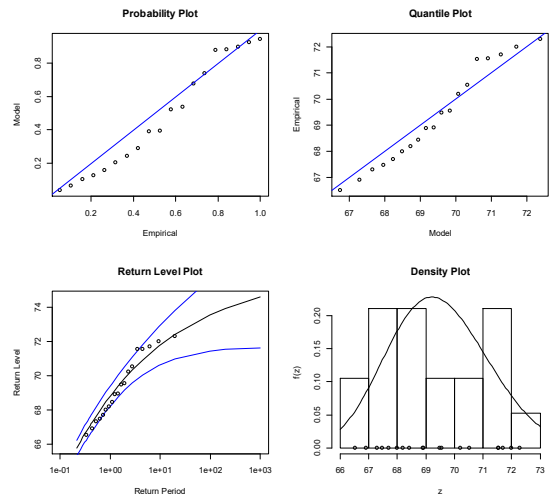 Probability Plot
Model
0.2
0.4
0.6
0.8
0.2
0.4
0.6
0.8
1.0
Empirical
Quantile Plot
Empirical
67
68
69
70
71
72
67
68
69
70
71
72
Model
Return Level Plot
Return Level
66
68
70
72
74
1e-01
1e+00
1e+01
1e+02
1e+03
Return Period
Density Plot
f(z)
0.00
0.05
0.10
0.15
0.20
66
67
68
69
70
71
72
73
z